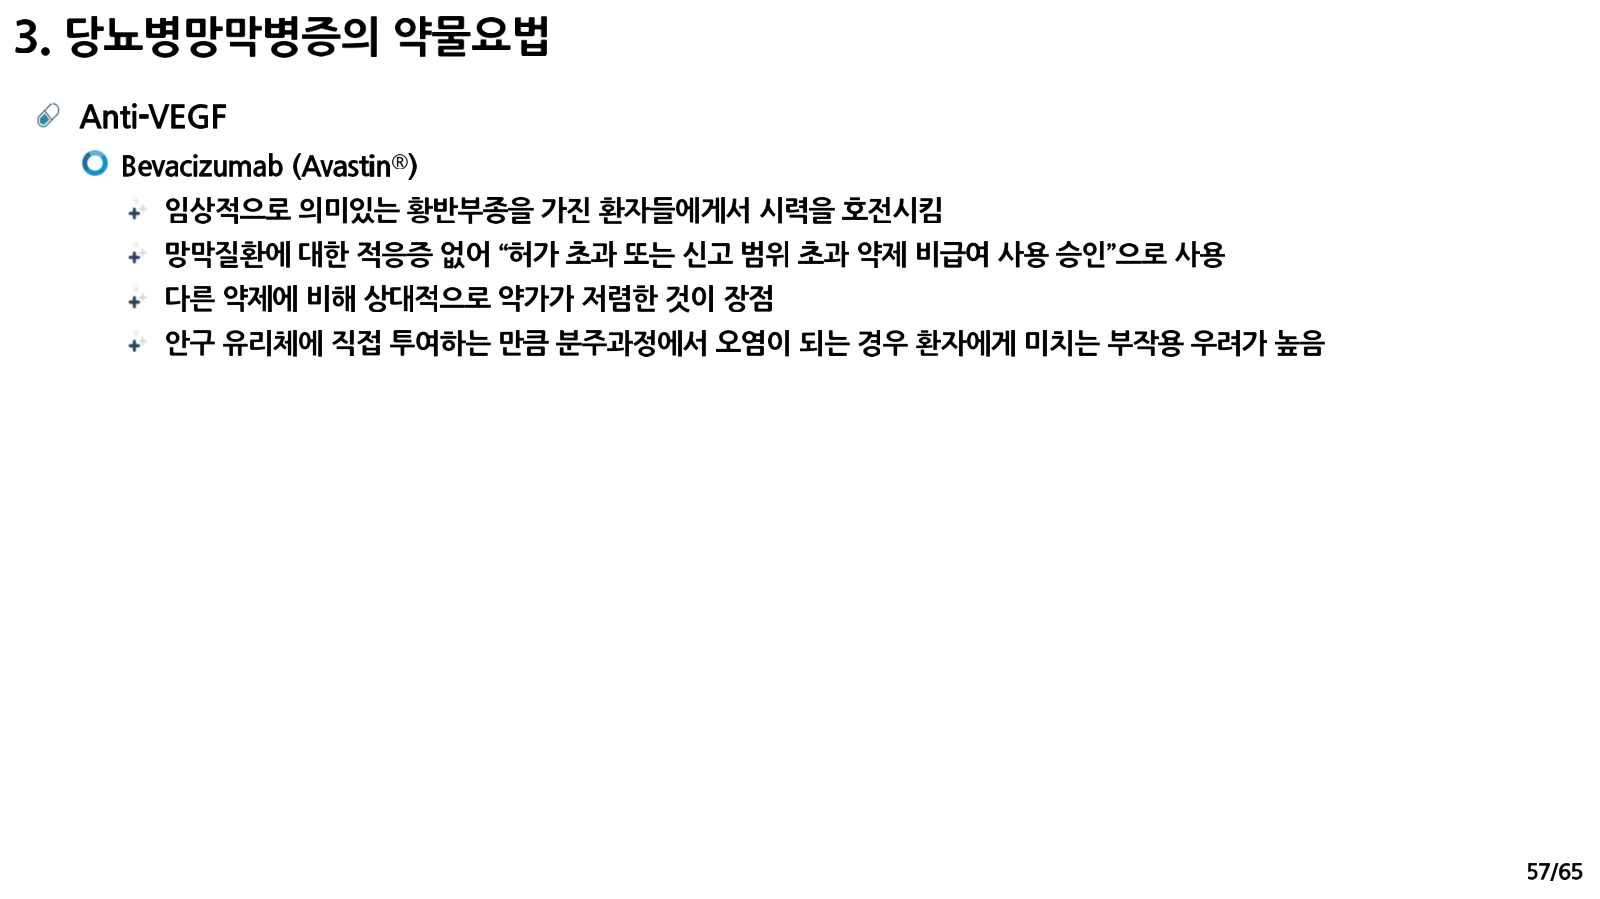 3. 당뇨병망막병증의 약물요법
Anti-VEGF
Bevacizumab (Avastin®)
임상적으로 의미있는 황반부종을 가진 환자들에게서 시력을 호전시킴
망막질환에 대한 적응증 없어 “허가 초과 또는 신고 범위 초과 약제 비급여 사용 승인”으로 사용
다른 약제에 비해 상대적으로 약가가 저렴한 것이 장점
안구 유리체에 직접 투여하는 만큼 분주과정에서 오염이 되는 경우 환자에게 미치는 부작용 우려가 높음
57/65